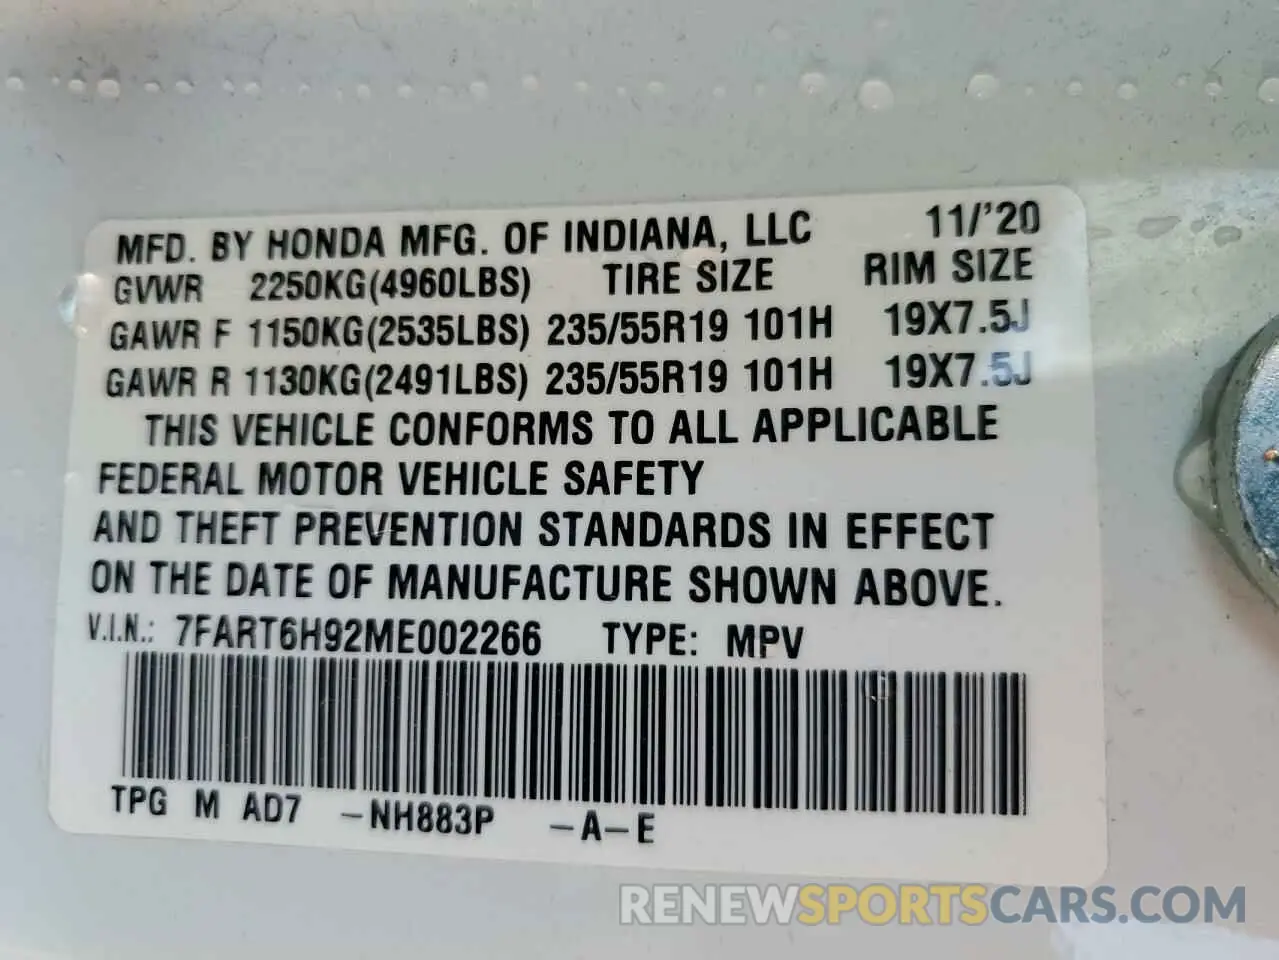 MFD. BY HONDA MFG. OF INDIANA, LLC 11/'20
GVWR 2250KG(4960LBS) TIRE SIZE RIM SIZE
GAWR F 1150KG(2535LBS) 235/55R19 101H 19X7.5J
GAWR R 1130KG(2491LBS) 235/55R19 101H 19X7.5J
THIS VEHICLE CONFORMS TO ALL APPLICABLE
FEDERAL MOTOR VEHICLE SAFETY
AND THEFT PREVENTION STANDARDS IN EFFECT
ON THE DATE OF MANUFACTURE SHOWN ABOVE.
V.I.N.: 7FART6H92ME002266 TYPE: MPV
TPG M AD7 -NH883P -A-E
RENEWSPORTSCARS.COM